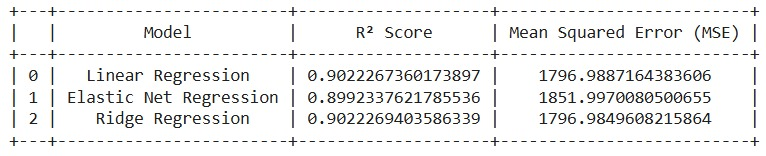 +---+------------------------+--------------------+--------------------------+
|   |         Model          |      R² Score      | Mean Squared Error (MSE) |
+---+------------------------+--------------------+--------------------------+
| 0 |   Linear Regression    | 0.9022267360173897 |    1796.9887164383606    |
| 1 | Elastic Net Regression | 0.8992337621785536 |    1851.9970080500655    |
| 2 |    Ridge Regression    | 0.9022269403586339 |    1796.9849608215864    |
+---+------------------------+--------------------+--------------------------+